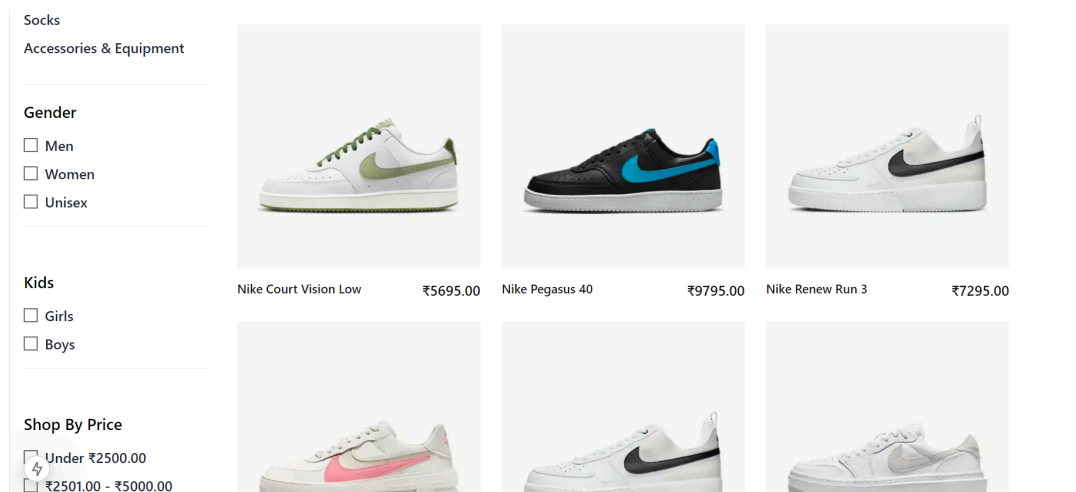 Socks
Accessories & Equipment
Gender
Men
Women
Unisex
Kids
Girls
Boys
Shop By Price
Under ₹2500.00
₹2501.00 - ₹5000.00
Nike Court Vision Low ₹5695.00
Nike Pegasus 40 ₹9795.00
Nike Renew Run 3 ₹7295.00